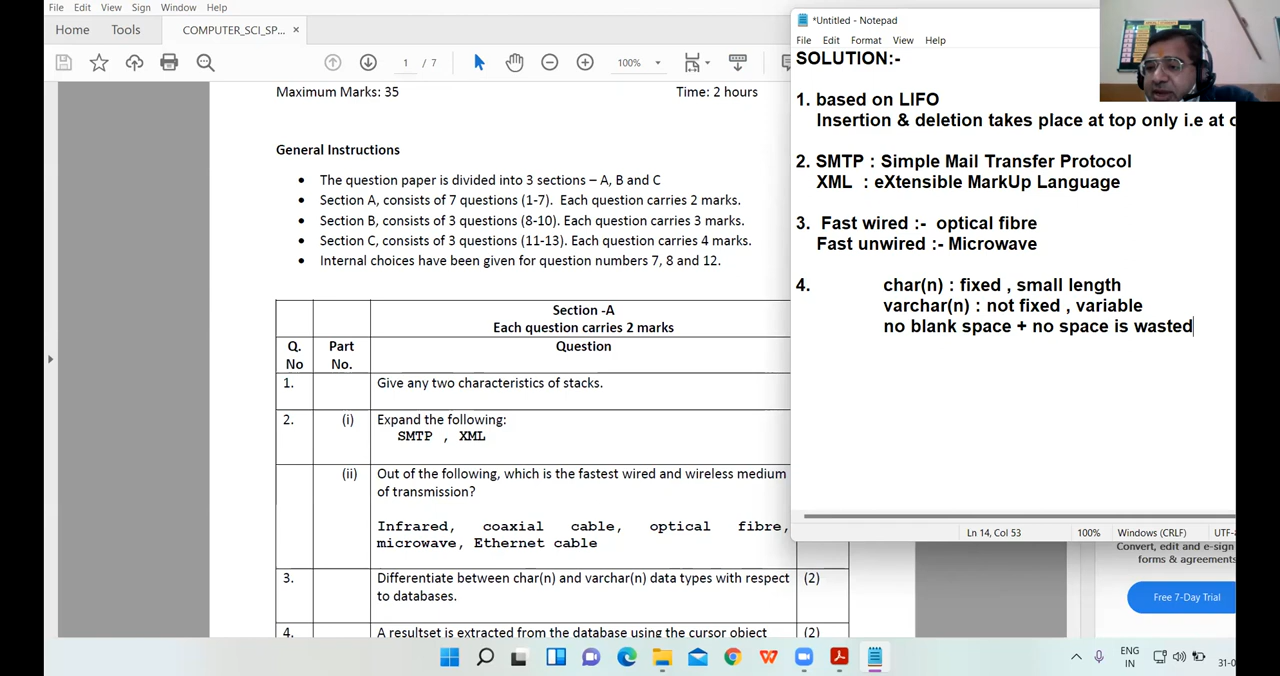 File Edit View Sign Window Help
Home Tools COMPUTER_SCI_SP... ×
1 / 7 100%
Maximum Marks: 35 Time: 2 hours
General Instructions
• The question paper is divided into 3 sections – A, B and C
• Section A, consists of 7 questions (1-7). Each question carries 2 marks.
• Section B, consists of 3 questions (8-10). Each question carries 3 marks.
• Section C, consists of 3 questions (11-13). Each question carries 4 marks.
• Internal choices have been given for question numbers 7, 8 and 12.
Section -A
Each question carries 2 marks
Q. Part Question
No No.
1. Give any two characteristics of stacks.
2. (i) Expand the following:
SMTP , XML
(ii) Out of the following, which is the fastest wired and wireless medium
of transmission?
Infrared, coaxial cable, optical fibre,
microwave, Ethernet cable
3. Differentiate between char(n) and varchar(n) data types with respect (2)
to databases.
4. A resultset is extracted from the database using the cursor object (2)
*Untitled - Notepad
File Edit Format View Help
SOLUTION:-
1. based on LIFO
Insertion & deletion takes place at top only i.e at
2. SMTP : Simple Mail Transfer Protocol
XML : eXtensible MarkUp Language
3. Fast wired :- optical fibre
Fast unwired :- Microwave
4. char(n) : fixed , small length
varchar(n) : not fixed , variable
no blank space + no space is wasted
Ln 14, Col 53 100% Windows (CRLF) UTF-
Convert, edit and e-sign
forms & agreements
Free 7-Day Trial
ENG
IN
31-0